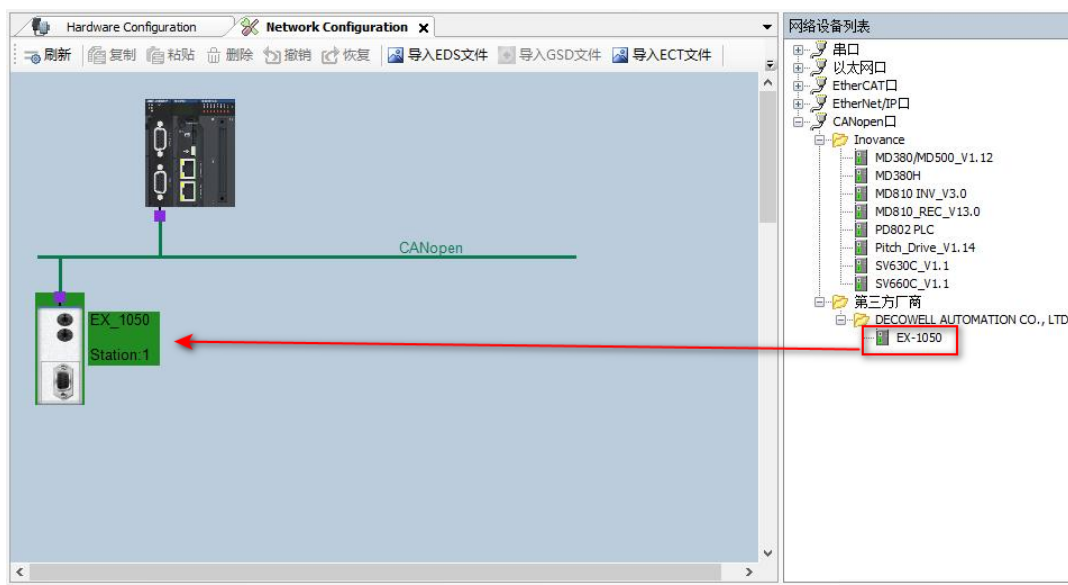 Hardware Configuration
Network Configuration x
刷新 复制 粘贴 删除 撤销 恢复 导入EDS文件 导入GSD文件 导入ECT文件
CANopen
EX_1050
Station:1
网络设备列表
串口
以太网口
EtherCAT口
EtherNet/IP口
CANopen口
Inovance
MD380/MD500_V1.12
MD380H
MD810 INV_V3.0
MD810_REC_V13.0
PD802 PLC
Pitch_Drive_V1.14
SV630C_V1.1
SV660C_V1.1
第三方厂商
DECOWELL AUTOMATION CO., LTD
EX-1050